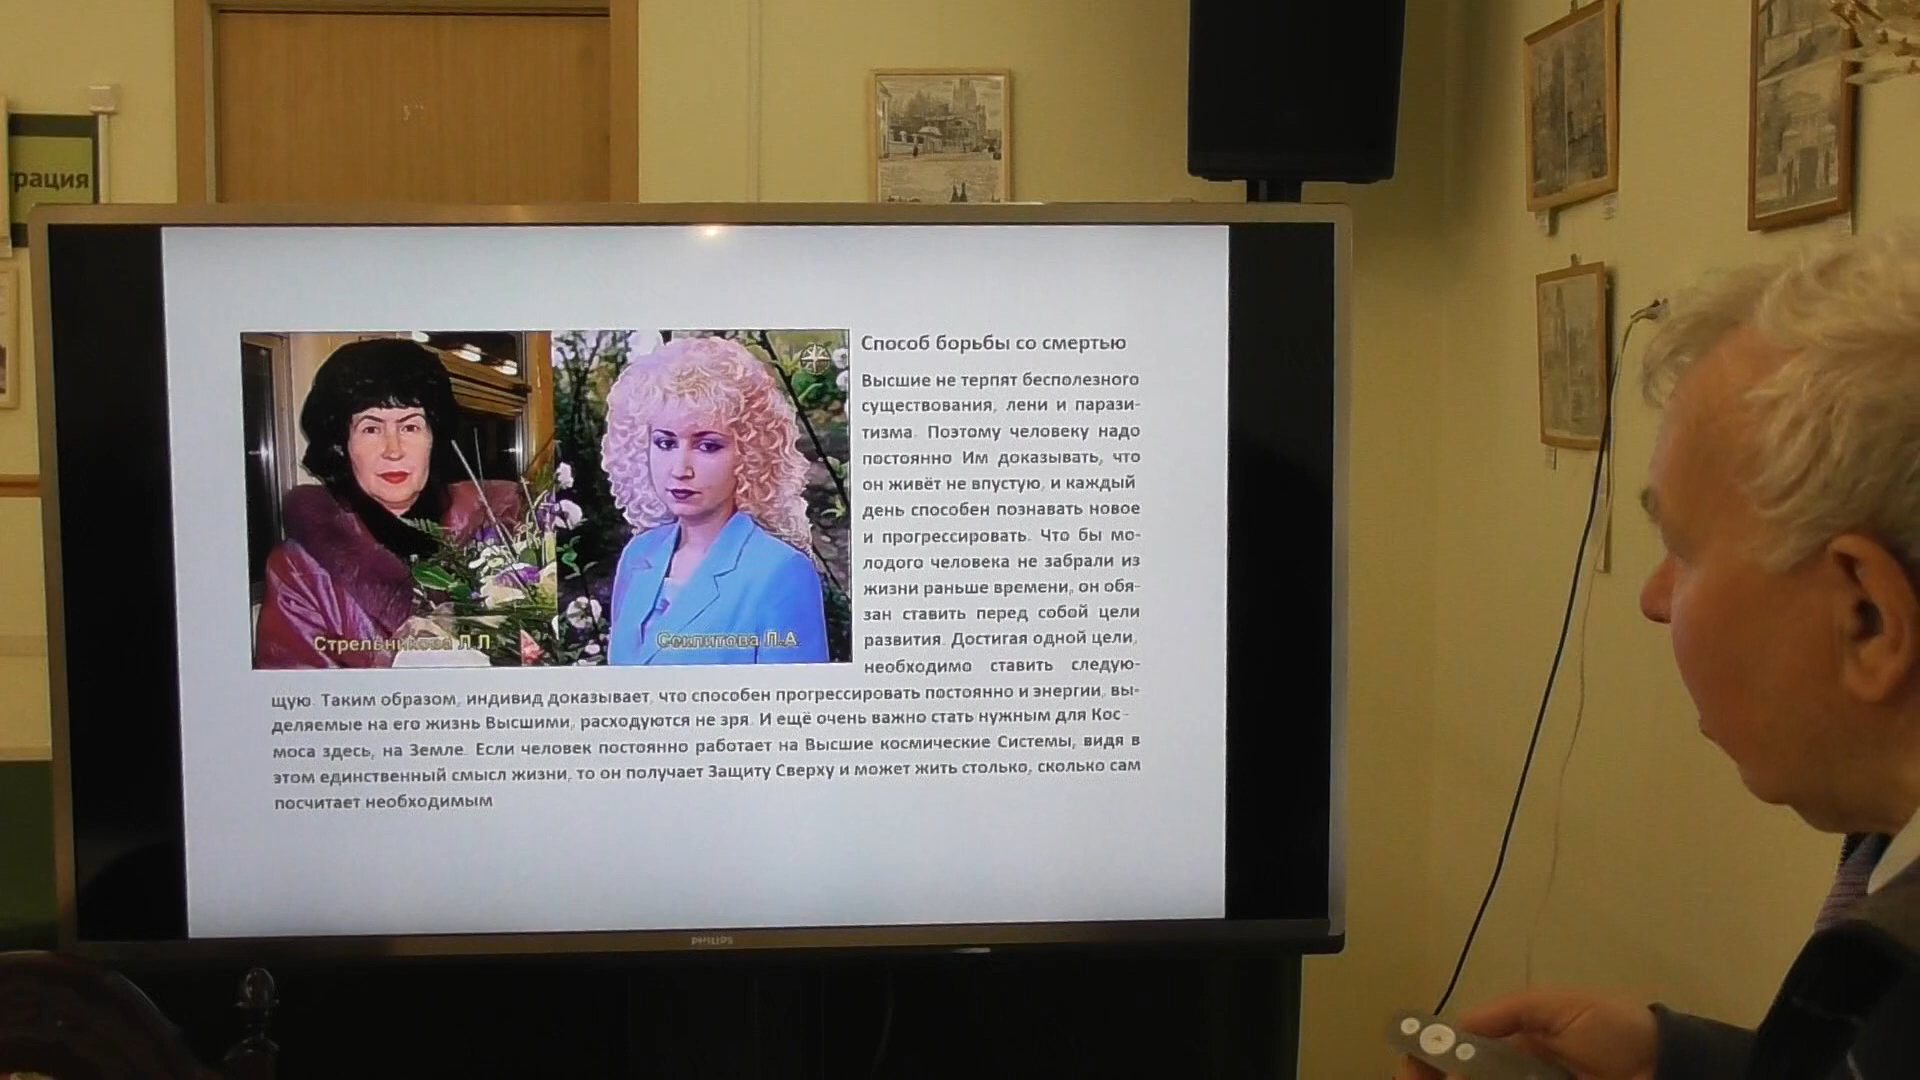 рация
Способ борьбы со смертью
Высшие не терпят бесполезного
существования, лени и парази-
тизма. Поэтому человеку надо
постоянно Им доказывать, что
он живёт не впустую, и каждый
день способен познавать новое
и прогрессировать. Что бы мо-
лодого человека не забрали из
жизни раньше времени, он обя-
зан ставить перед собой цели
развития. Достигая одной цели,
необходимо ставить следую-
щую. Таким образом, индивид доказывает, что способен прогрессировать постоянно и энергии, вы-
деляемые на его жизнь Высшими, расходуются не зря. И ещё очень важно стать нужным для Кос-
моса здесь, на Земле. Если человек постоянно работает на Высшие космические Системы, видя в
этом единственный смысл жизни, то он получает Защиту Сверху и может жить столько, сколько сам
посчитает необходимым
Стрельникова Л.Л.
Секлитова Л.А.
PHILIPS